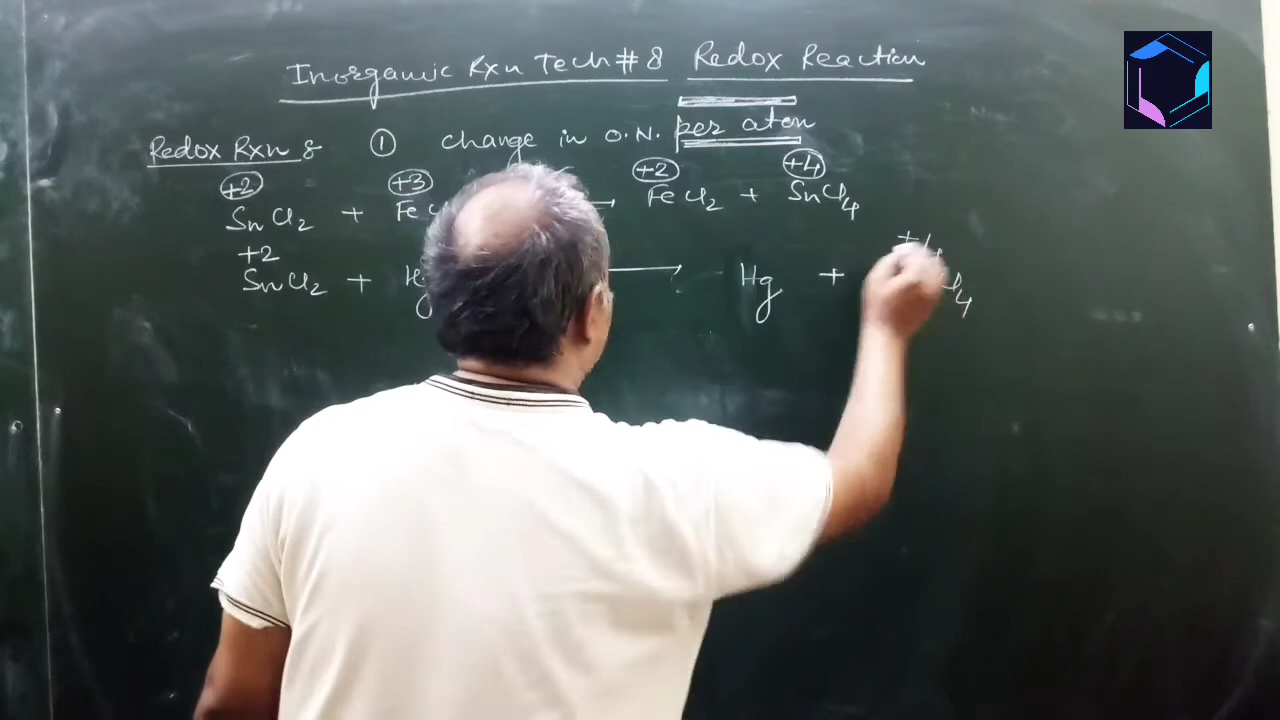 Inorganic Rxn Tech # 8 Redox Reaction
Redox Rxn 8 ① change in O.N. per atom
+2 +3 +2 +4
SnCl2 + Fe → FeCl2 + SnCl4
+2
SnCl2 + → Hg +